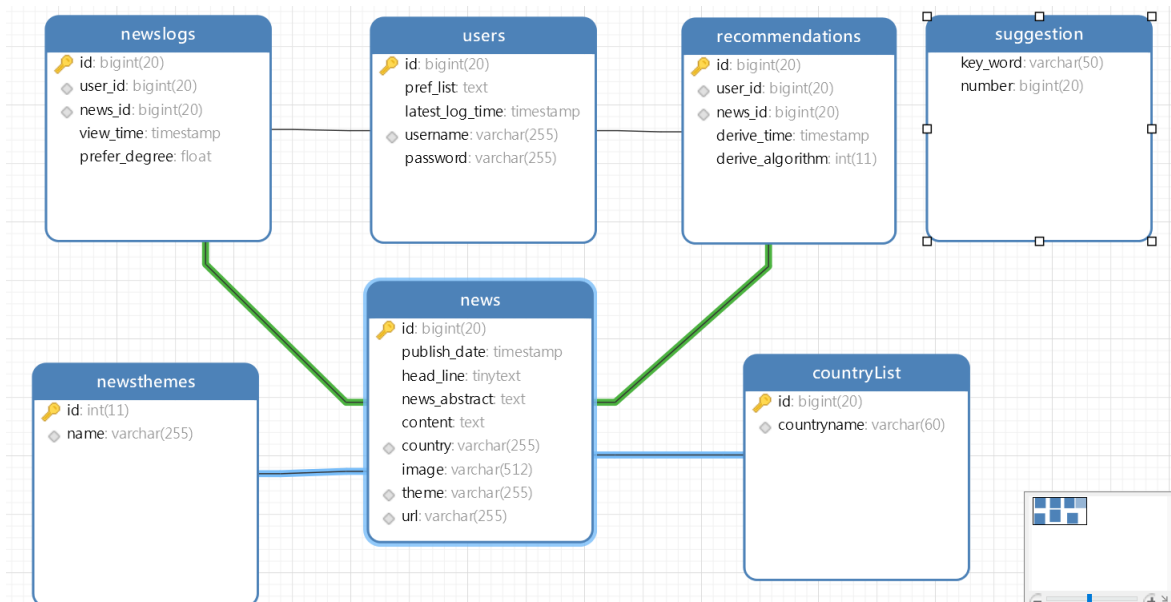 newslogs
id: bigint(20)
user_id: bigint(20)
news_id: bigint(20)
view_time: timestamp
prefer_degree: float
users
id: bigint(20)
pref_list: text
latest_log_time: timestamp
username: varchar(255)
password: varchar(255)
recommendations
id: bigint(20)
user_id: bigint(20)
news_id: bigint(20)
derive_time: timestamp
derive_algorithm: int(11)
suggestion
key_word: varchar(50)
number: bigint(20)
newsthemes
id: int(11)
name: varchar(255)
news
id: bigint(20)
publish_date: timestamp
head_line: tinytext
news_abstract: text
content: text
country: varchar(255)
image: varchar(512)
theme: varchar(255)
url: varchar(255)
countryList
id: bigint(20)
countryname: varchar(60)